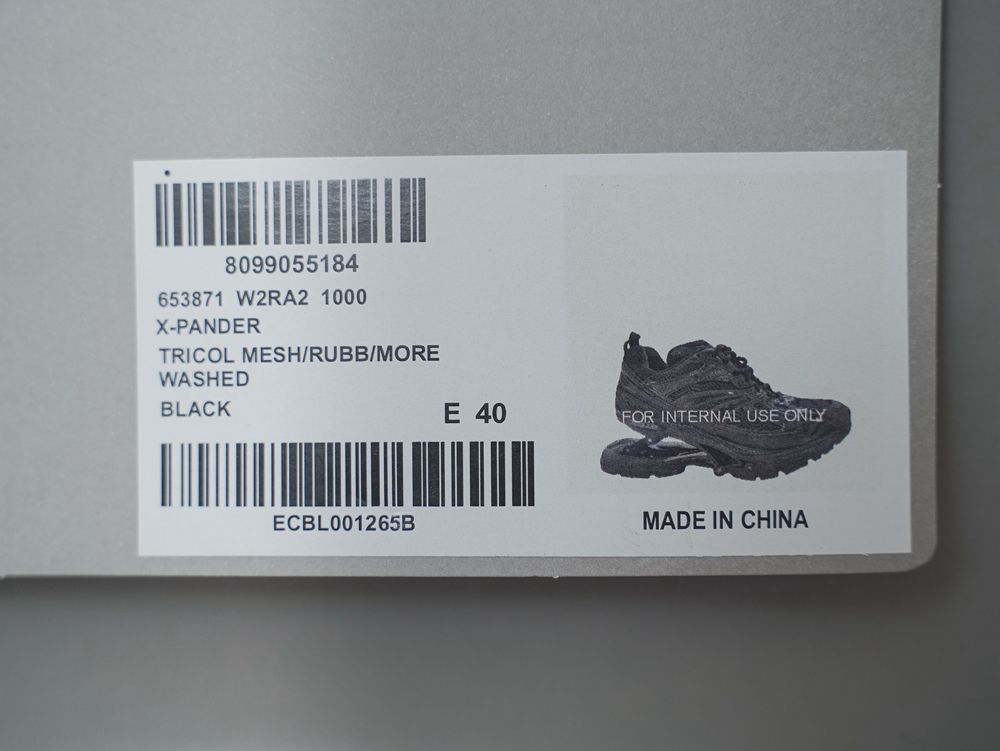 8099055184
653871 W2RA2 1000
X-PANDER
TRICOL MESH/RUBB/MORE
WASHED
BLACK
E 40
ECBL001265B
FOR INTERNAL USE ONLY
MADE IN CHINA